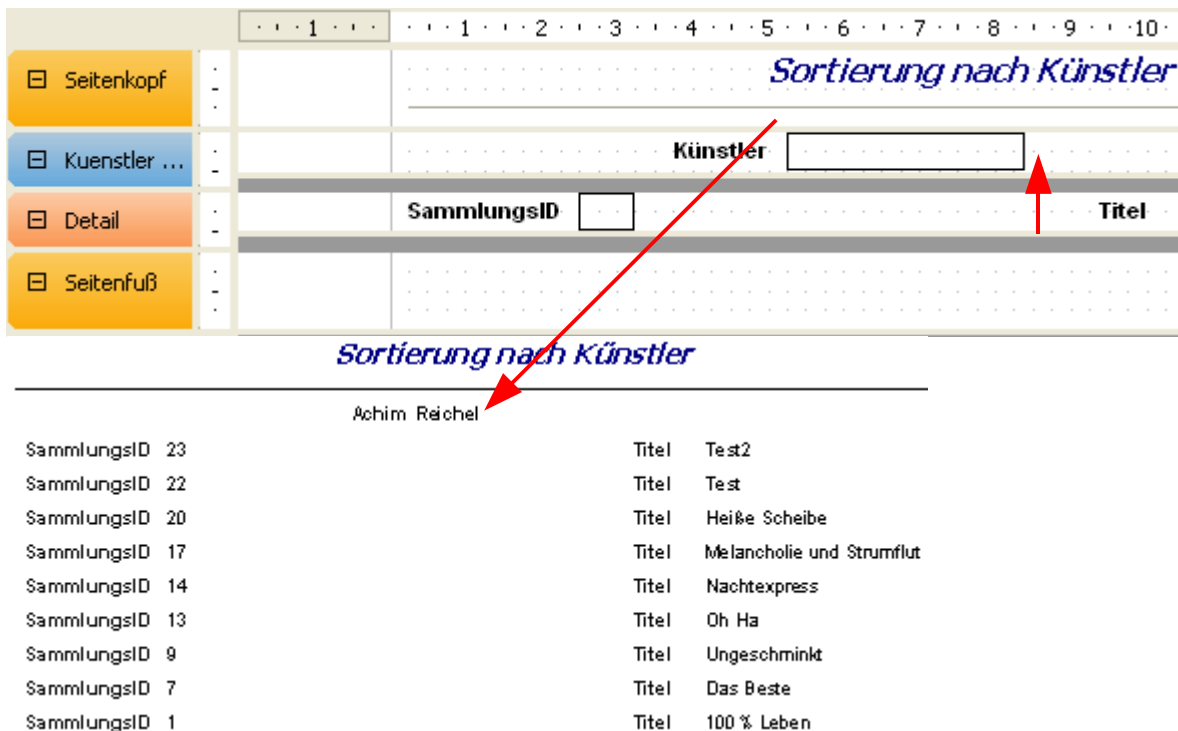 1 1 2 3 4 5 6 7 8 9 10
Seitenkopf
Sortierung nach Künstler
Kuenstler ...
Künstler
Detail
SammlungsID
Titel
Seitenfuß
Sortierung nach Künstler
Achim Reichel
SammlungsID 23 Titel Test2
SammlungsID 22 Titel Test
SammlungsID 20 Titel Heiße Scheibe
SammlungsID 17 Titel Melancholie und Strumflut
SammlungsID 14 Titel Nachtexpress
SammlungsID 13 Titel Oh Ha
SammlungsID 9 Titel Ungeschminkt
SammlungsID 7 Titel Das Beste
SammlungsID 1 Titel 100 % Leben